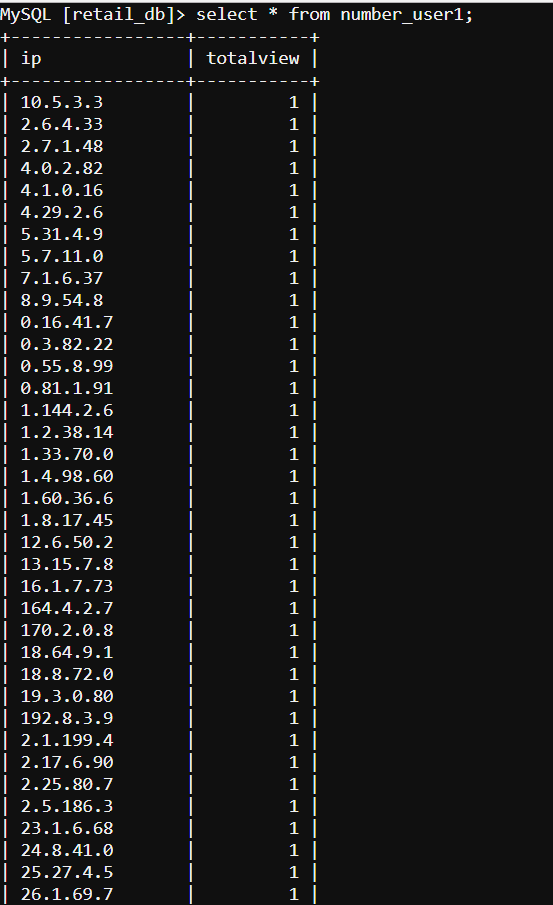 MySQL [retail_db]> select * from number_user1;
+-----------------+-----------+
| ip              | totalview |
+-----------------+-----------+
| 10.5.3.3        |         1 |
| 2.6.4.33        |         1 |
| 2.7.1.48        |         1 |
| 4.0.2.82        |         1 |
| 4.1.0.16        |         1 |
| 4.29.2.6        |         1 |
| 5.31.4.9        |         1 |
| 5.7.11.0        |         1 |
| 7.1.6.37        |         1 |
| 8.9.54.8        |         1 |
| 0.16.41.7       |         1 |
| 0.3.82.22       |         1 |
| 0.55.8.99       |         1 |
| 0.81.1.91       |         1 |
| 1.144.2.6       |         1 |
| 1.2.38.14       |         1 |
| 1.33.70.0       |         1 |
| 1.4.98.60       |         1 |
| 1.60.36.6       |         1 |
| 1.8.17.45       |         1 |
| 12.6.50.2       |         1 |
| 13.15.7.8       |         1 |
| 16.1.7.73       |         1 |
| 164.4.2.7       |         1 |
| 170.2.0.8       |         1 |
| 18.64.9.1       |         1 |
| 18.8.72.0       |         1 |
| 19.3.0.80       |         1 |
| 192.8.3.9       |         1 |
| 2.1.199.4       |         1 |
| 2.17.6.90       |         1 |
| 2.25.80.7       |         1 |
| 2.5.186.3       |         1 |
| 23.1.6.68       |         1 |
| 24.8.41.0       |         1 |
| 25.27.4.5       |         1 |
| 26.1.69.7       |         1 |